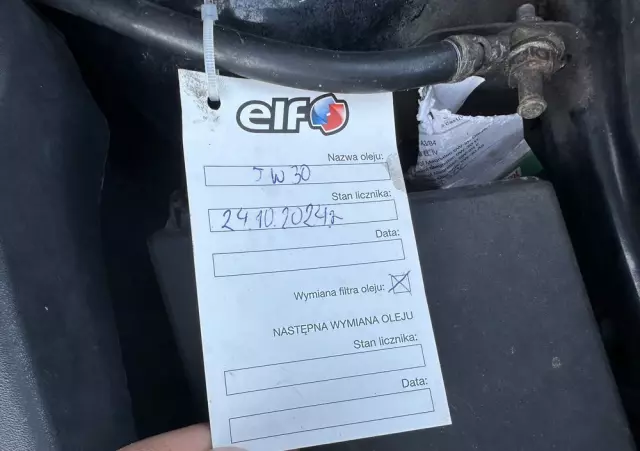 elf
Nazwa oleju:
5W30
Stan licznika:
24.10.2024r
Data:
Wymiana filtra oleju:
NASTĘPNA WYMIANA OLEJU
Stan licznika:
Data: